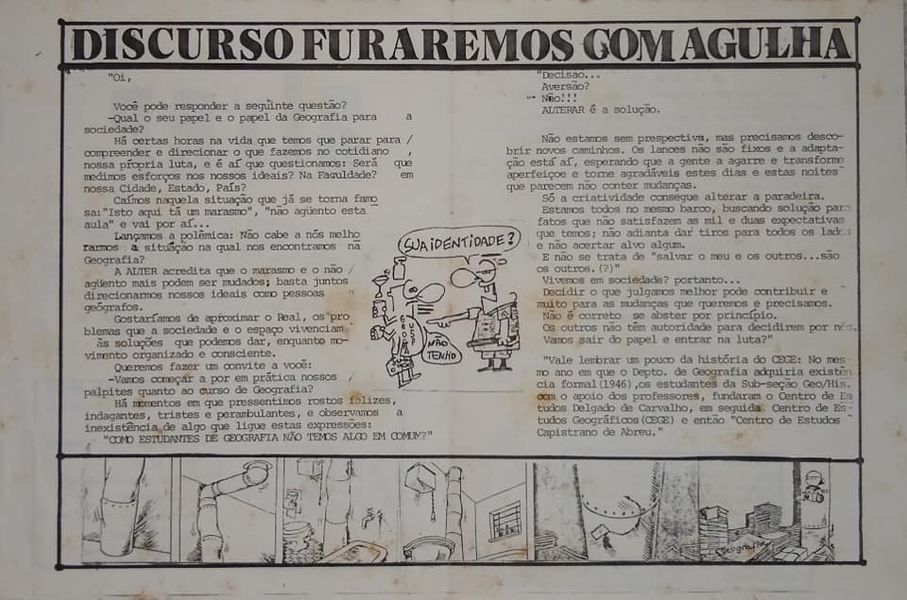 DISCURSO FURAREMOS COM AGULHA
"Oi,
Você pode responder a seguinte questão?
-Qual o seu papel e o papel da Geografia para a
sociedade?
Há certas horas na vida que temos que parar para /
compreender e direcionar o que fazemos no cotidiano ,
nossa própria luta, e é aí que questionamos: Será que
medimos esforços nos nossos ideais? Na Faculdade? em
nossa Cidade, Estado, País?
Caímos naquela situação que já se torna famo
sa:"Isto aqui tá um marasmo", "não agüento esta
aula" e vai por aí...
Lançamos a polêmica: Não cabe a nós melho
rarmos a situação na qual nos encontramos na
Geografia?
A ALTER acredita que o marasmo e o não /
agüento mais podem ser mudados; basta juntos
direcionarmos nossos ideais como pessoas e
geógrafos.
Gostaríamos de aproximar o Real, os pro
blemas que a sociedade e o espaço vivenciam
às soluções que podemos dar, enquanto mo-
vimento organizado e consciente.
Queremos fazer um convite a você:
-Vamos começar a por em prática nossos /
palpites quanto ao curso de Geografia?
Há momentos em que pressentimos rostos felizes,
indagantes, tristes e perambulantes, e observamos a
inexistência de algo que ligue estas expressões:
"COMO ESTUDANTES DE GEOGRAFIA NÃO TEMOS ALGO EM COMUM?"
SUA IDENTIDADE?
GEOGRAFIA
USP
NÃO
TENHO
"Decisão...
Aversão?
Não!!!
ALTERAR é a solução.
Não estamos sem prespectiva, mas precisamos desco-
brir novos caminhos. Os lances não são fixos e a adapta-
ção está aí, esperando que a gente a agarre e transforme
aperfeiçoe e torne agradáveis estes dias e estas noites
que parecem não conter mudanças.
Só a criatividade consegue alterar a paradeira.
Estamos todos no mesmo barco, buscando solução para
fatos que não satisfazem as mil e duas expectativas
que temos; não adianta dar tiros para todos os lados
e não acertar alvo algum.
E não se trata de "salvar o meu e os outros...são
os outros.(?)"
Vivemos em sociedade? portanto...
Decidir o que julgamos melhor pode contribuir e
muito para as mudanças que queremos e precisamos.
Não é correto se abster por princípio.
Os outros não têm autoridade para decidirem por nós.
Vamos sair do papel e entrar na luta?"
"Vale lembrar um pouco da história do CEGE: No mes-
mo ano em que o Depto. de Geografia adquiria existên
cia formal(1946),os estudantes da Sub-seção Geo/His.
com o apoio dos professores, fundaram o Centro de Es
tudos Delgado de Carvalho, em seguida Centro de Es-
tudos Geográficos(CEGE) e então "Centro de Estudos
Capistrano de Abreu."
Geografia